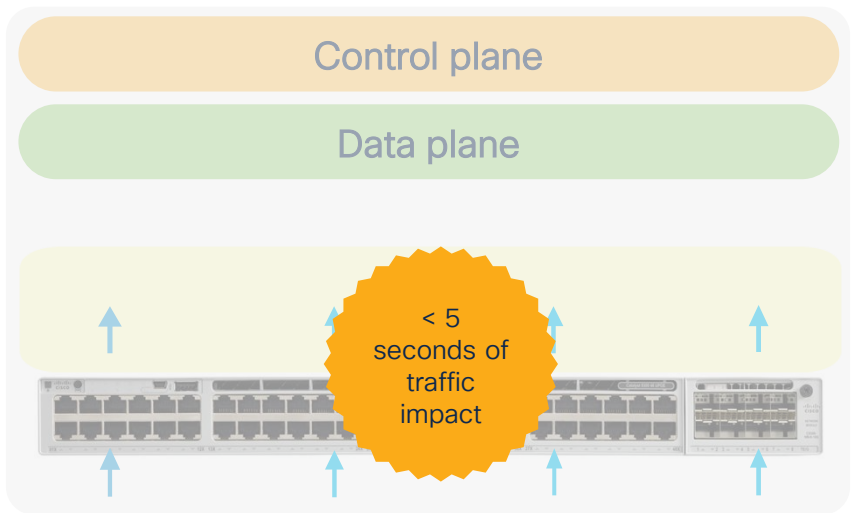 Control plane
Data plane
< 5
seconds of
traffic
impact